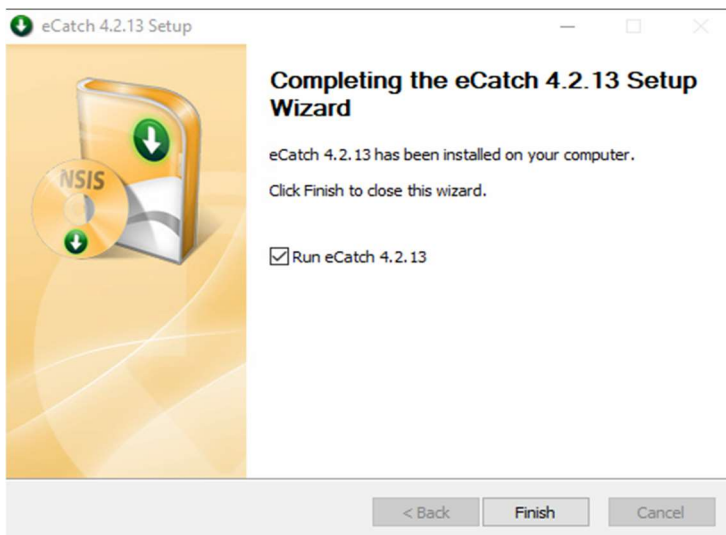 eCatch 4.2.13 Setup
Completing the eCatch 4.2.13 Setup
Wizard
eCatch 4.2.13 has been installed on your computer.
Click Finish to close this wizard.
NSIS
Run eCatch 4.2.13
< Back
Finish
Cancel